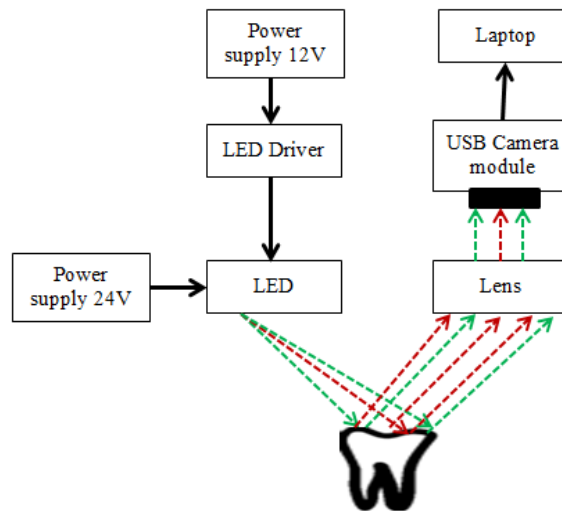 Power
supply 12V
Laptop
LED Driver
USB Camera
module
Power
supply 24V
LED
Lens